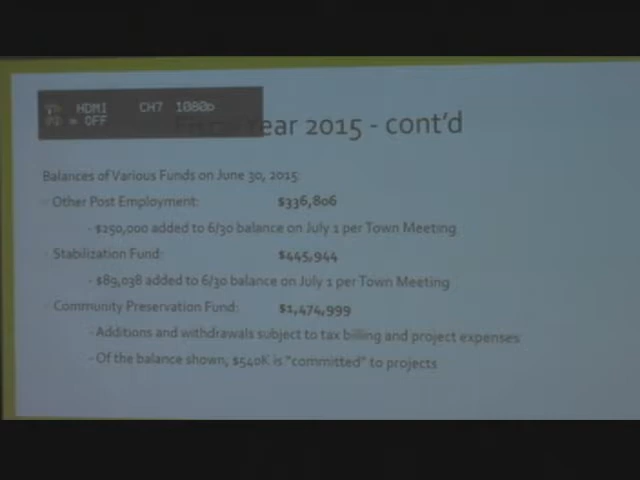 HDMI CH7 1080p
OFF
Year 2015 - cont'd
Balances of Various Funds on June 30, 2015:
- Other Post Employment: $336,806
- $250,000 added to 6/30 balance on July 1 per Town Meeting
- Stabilization Fund: $445,944
- $89,038 added to 6/30 balance on July 1 per Town Meeting
- Community Preservation Fund: $1,474,999
- Additions and withdrawals subject to tax billing and project expenses
- Of the balance shown, $540K is "committed" to projects